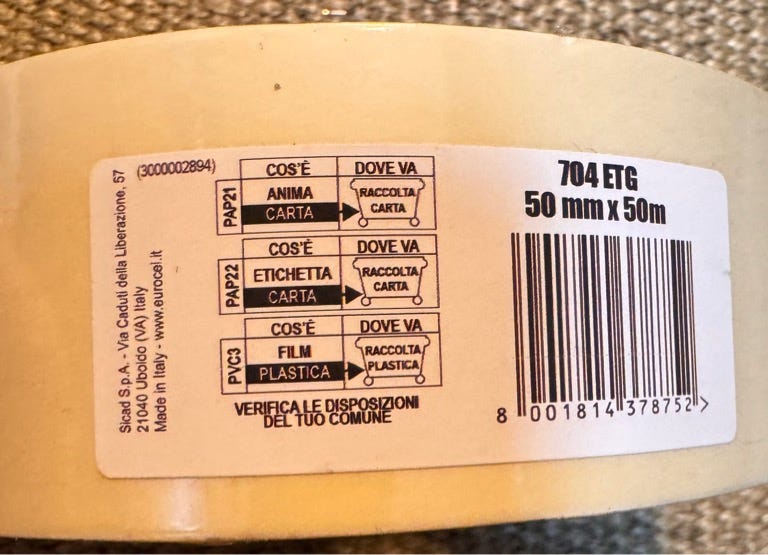 Sicad S.p.A. - Via Caduti della Liberazione, 57
21040 Uboldo (VA) Italy
Made in Italy - www.eurocel.it
(3000002894)
PAP21
COS'È DOVE VA
ANIMA
CARTA
RACCOLTA
CARTA
PAP22
COS'È DOVE VA
ETICHETTA
CARTA
RACCOLTA
CARTA
PVC3
COS'È DOVE VA
FILM
PLASTICA
RACCOLTA
PLASTICA
VERIFICA LE DISPOSIZIONI
DEL TUO COMUNE
704 ETG
50 mm x 50m
8 001814 378752 >